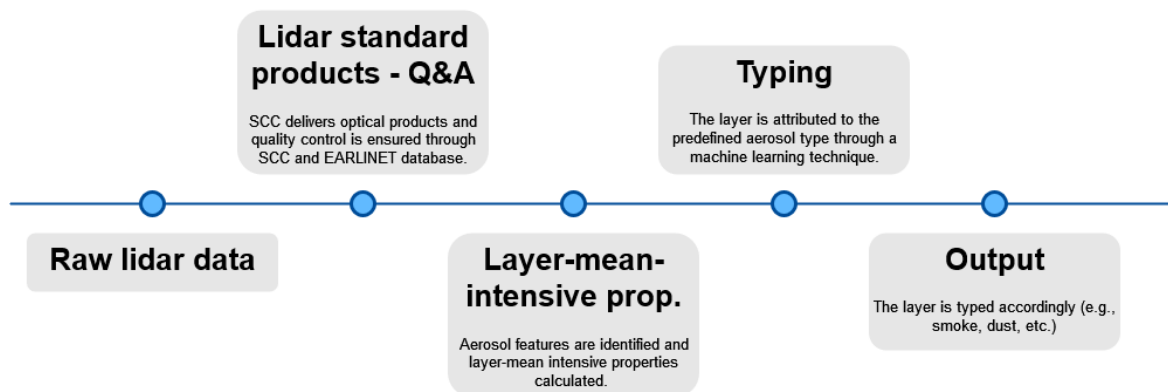 Raw lidar data
Lidar standard
products - Q&A
SCC delivers optical products and
quality control is ensured through
SCC and EARLINET database.
Layer-mean-
intensive prop.
Aerosol features are identified and
layer-mean intensive properties
calculated.
Typing
The layer is attributed to the
predefined aerosol type through a
machine learning technique.
Output
The layer is typed accordingly (e.g.,
smoke, dust, etc.)